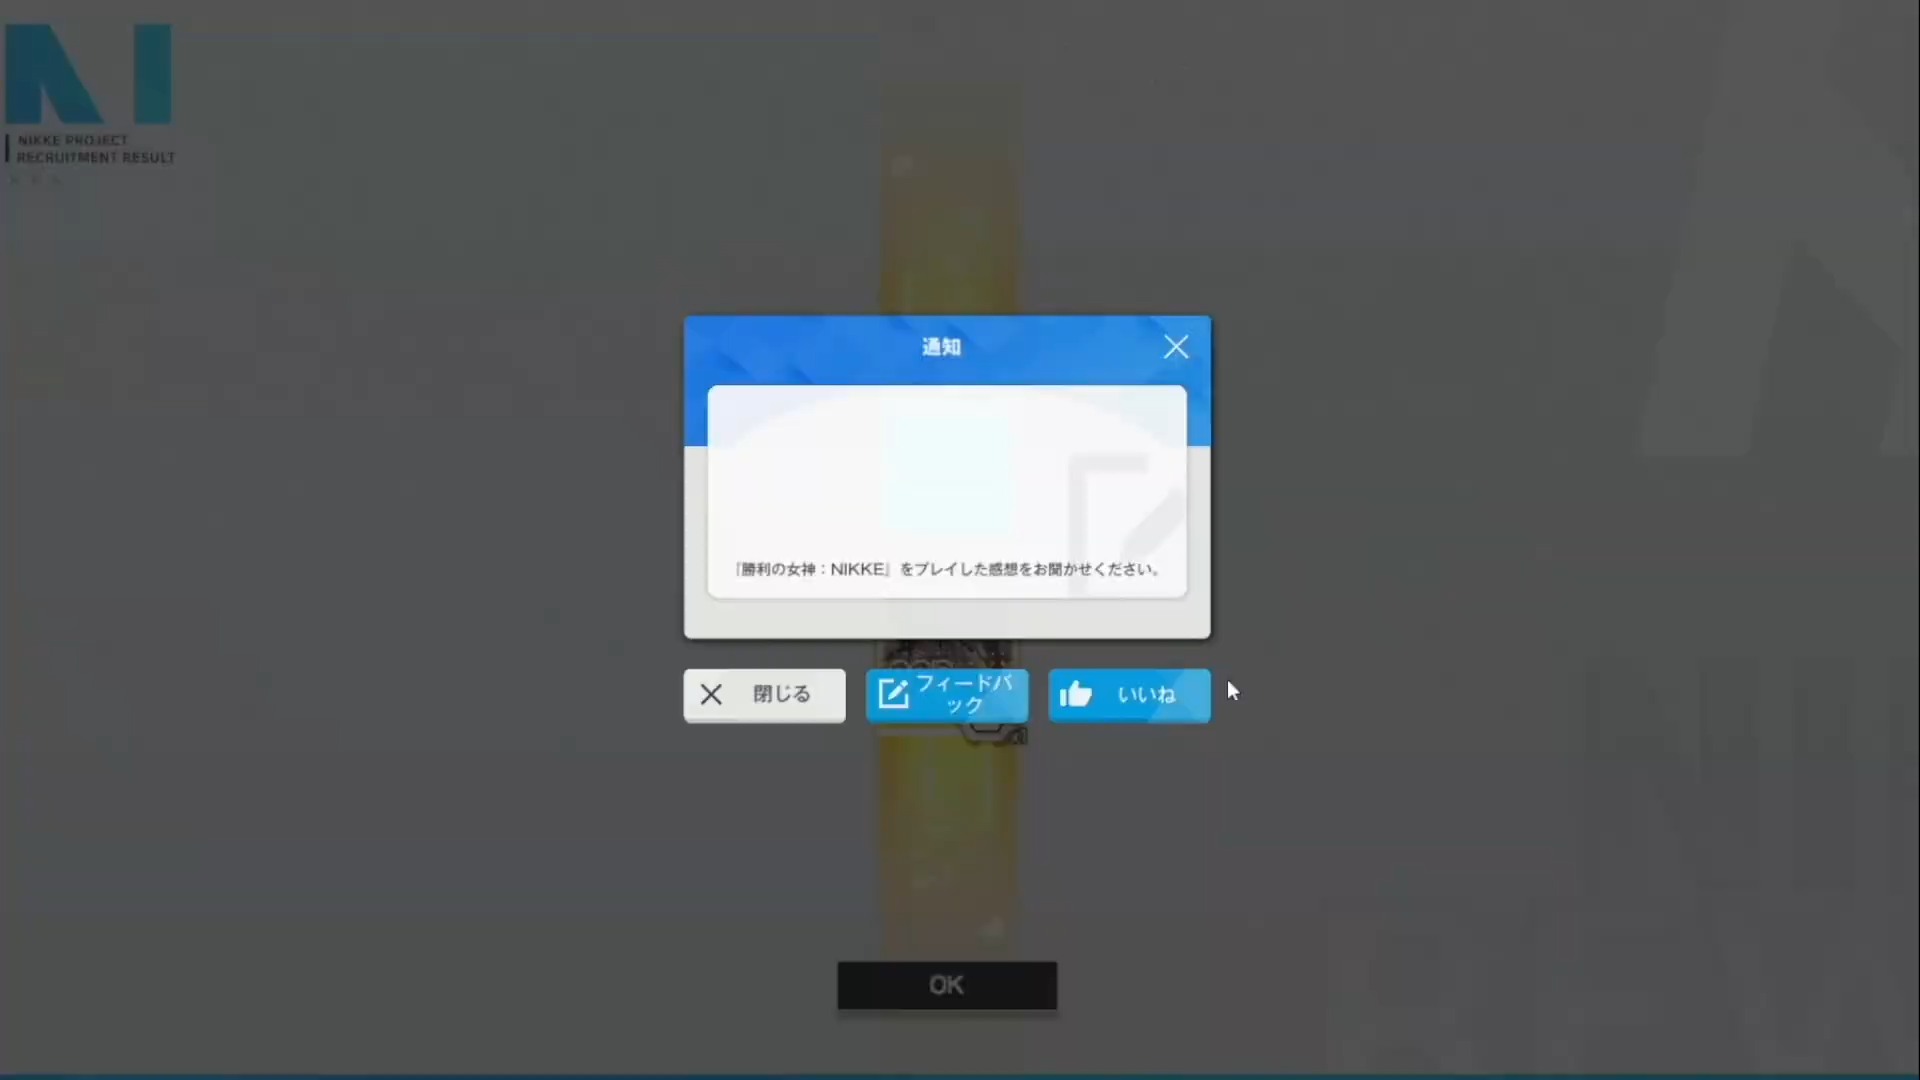 NIKKE PROJECT
RECRUITMENT RESULT
通知
『勝利の女神：NIKKE』をプレイした感想をお聞かせください。
閉じる
フィードバ
ック
いいね
OK